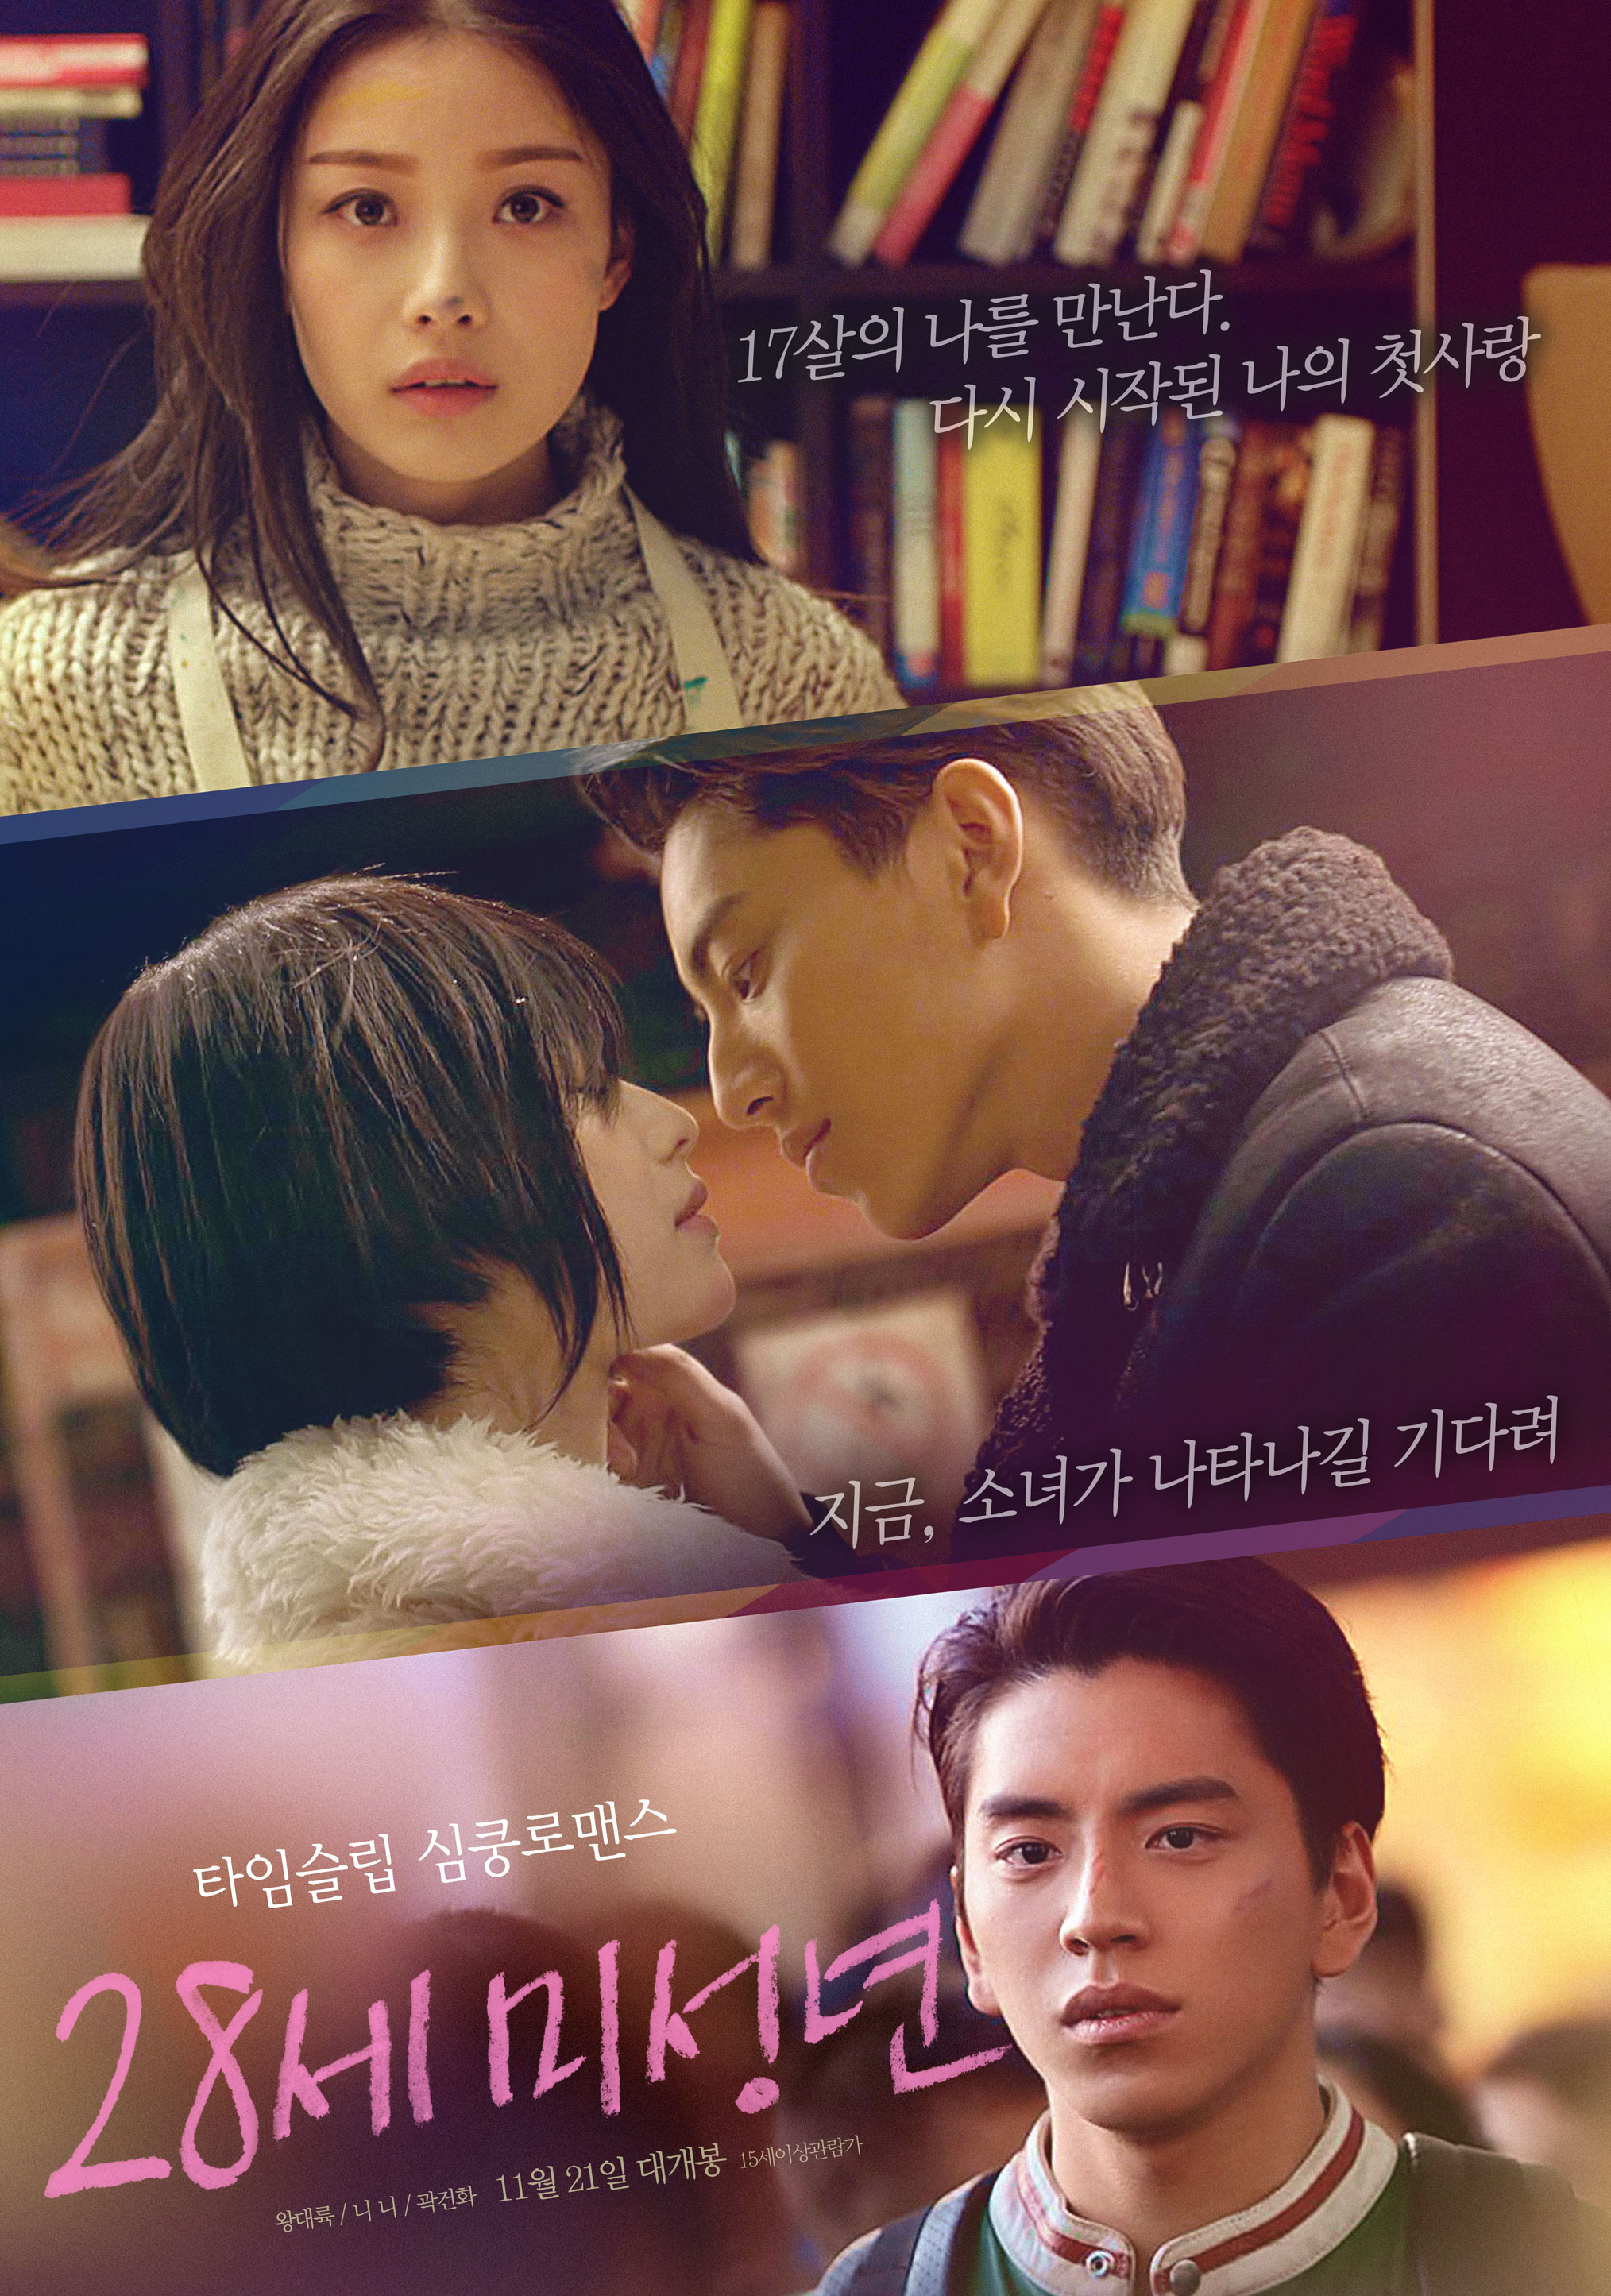 17살의 나를 만난다.
다시 시작된 나의 첫사랑
지금, 소녀가 나타나길 기다려
타임슬립 심쿵로맨스
28세 미성년
왕대륙 / 니 니 / 곽건화 11월 21일 대개봉 15세이상관람가